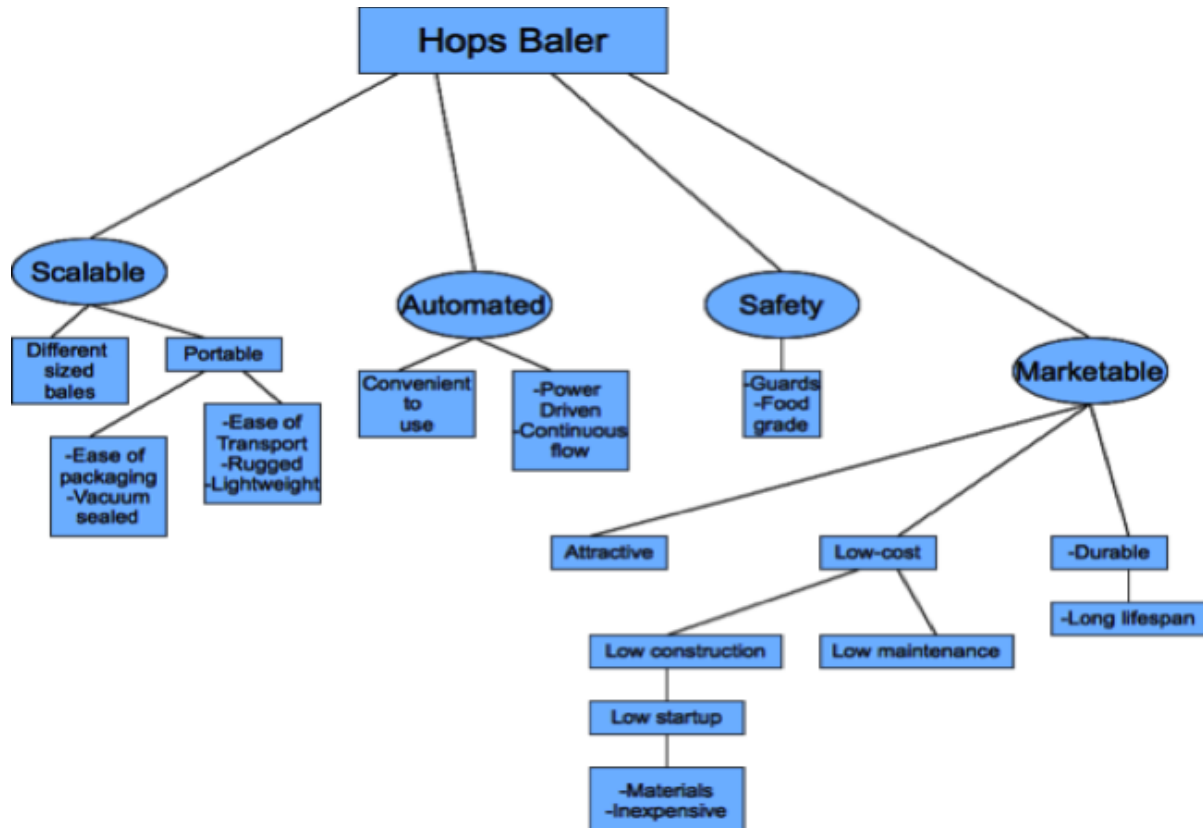 Hops Baler
Scalable
Automated
Safety
Marketable
Different
sized
bales
Portable
Convenient
to
use
-Power
Driven
-Continuous
flow
-Guards
-Food
grade
-Ease of
packaging
-Vacuum
sealed
-Ease of
Transport
-Rugged
-Lightweight
Attractive
Low-cost
-Durable
-Long lifespan
Low construction
Low maintenance
Low startup
-Materials
-Inexpensive